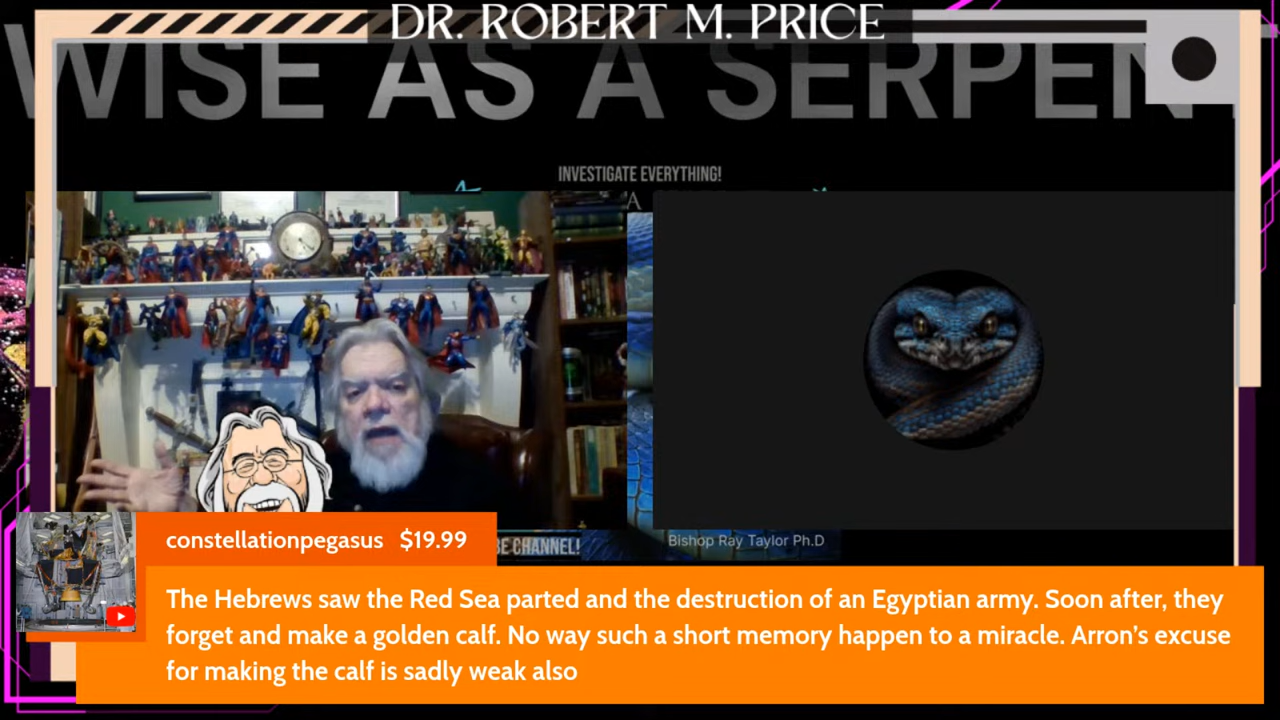 DR. ROBERT M. PRICE
WISE AS A SERPENT
INVESTIGATE EVERYTHING!
A
BE CHANNEL!
Bishop Ray Taylor Ph.D
constellationpegasus $19.99
The Hebrews saw the Red Sea parted and the destruction of an Egyptian army. Soon after, they
forget and make a golden calf. No way such a short memory happen to a miracle. Arron's excuse
for making the calf is sadly weak also